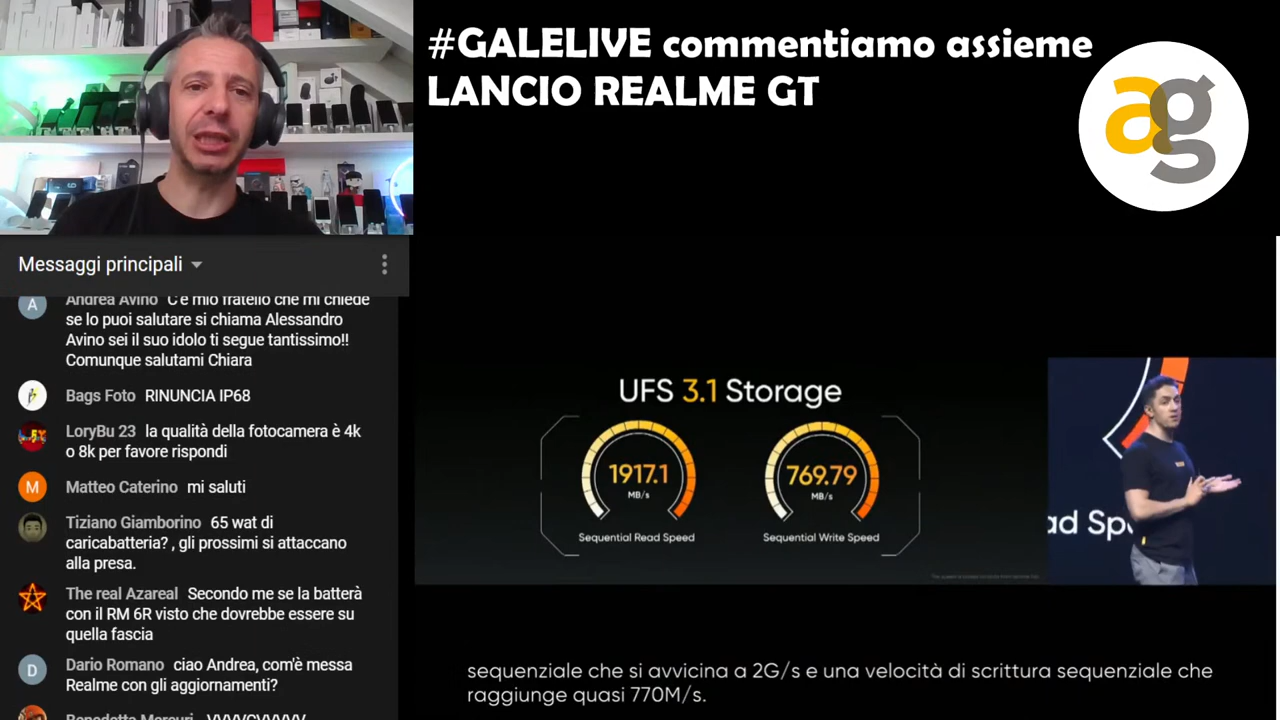 #GALELIVE commentiamo assieme
LANCIO REALME GT
ag
Messaggi principali
Andrea Avino C'è mio fratello che mi chiede
se lo puoi salutare si chiama Alessandro
Avino sei il suo idolo ti segue tantissimo!!
Comunque salutami Chiara
Bags Foto RINUNCIA IP68
LoryBu 23 la qualità della fotocamera è 4k
o 8k per favore rispondi
Matteo Caterino mi saluti
Tiziano Giamborino 65 wat di
caricabatteria? , gli prossimi si attaccano
alla presa.
The real Azareal Secondo me se la batterà
con il RM 6R visto che dovrebbe essere su
quella fascia
Dario Romano ciao Andrea, com'è messa
Realme con gli aggiornamenti?
UFS 3.1 Storage
1917.1
MB/s
Sequential Read Speed
769.79
MB/s
Sequential Write Speed
sequenziale che si avvicina a 2G/s e una velocità di scrittura sequenziale che
raggiunge quasi 770M/s.